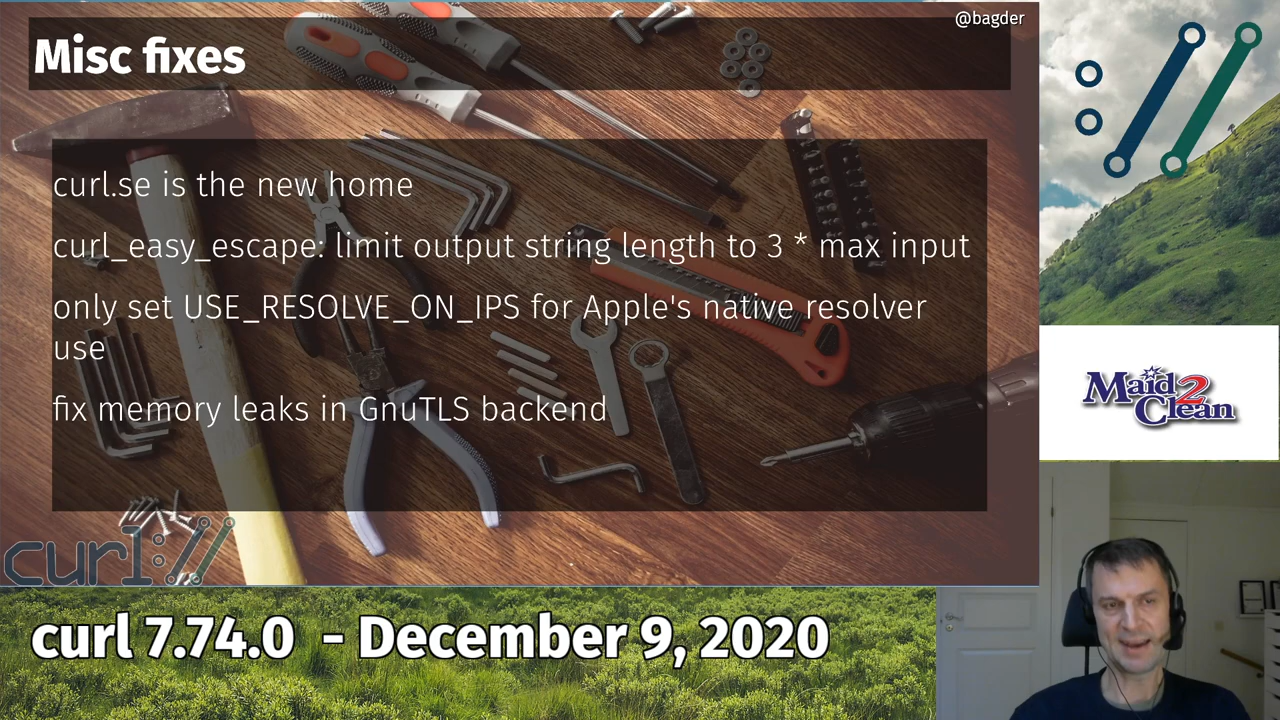 @bagder
Misc fixes
curl.se is the new home
curl_easy_escape: limit output string length to 3 * max input
only set USE_RESOLVE_ON_IPS for Apple's native resolver
use
fix memory leaks in GnuTLS backend
Maid2
Clean
curl://
curl 7.74.0 - December 9, 2020